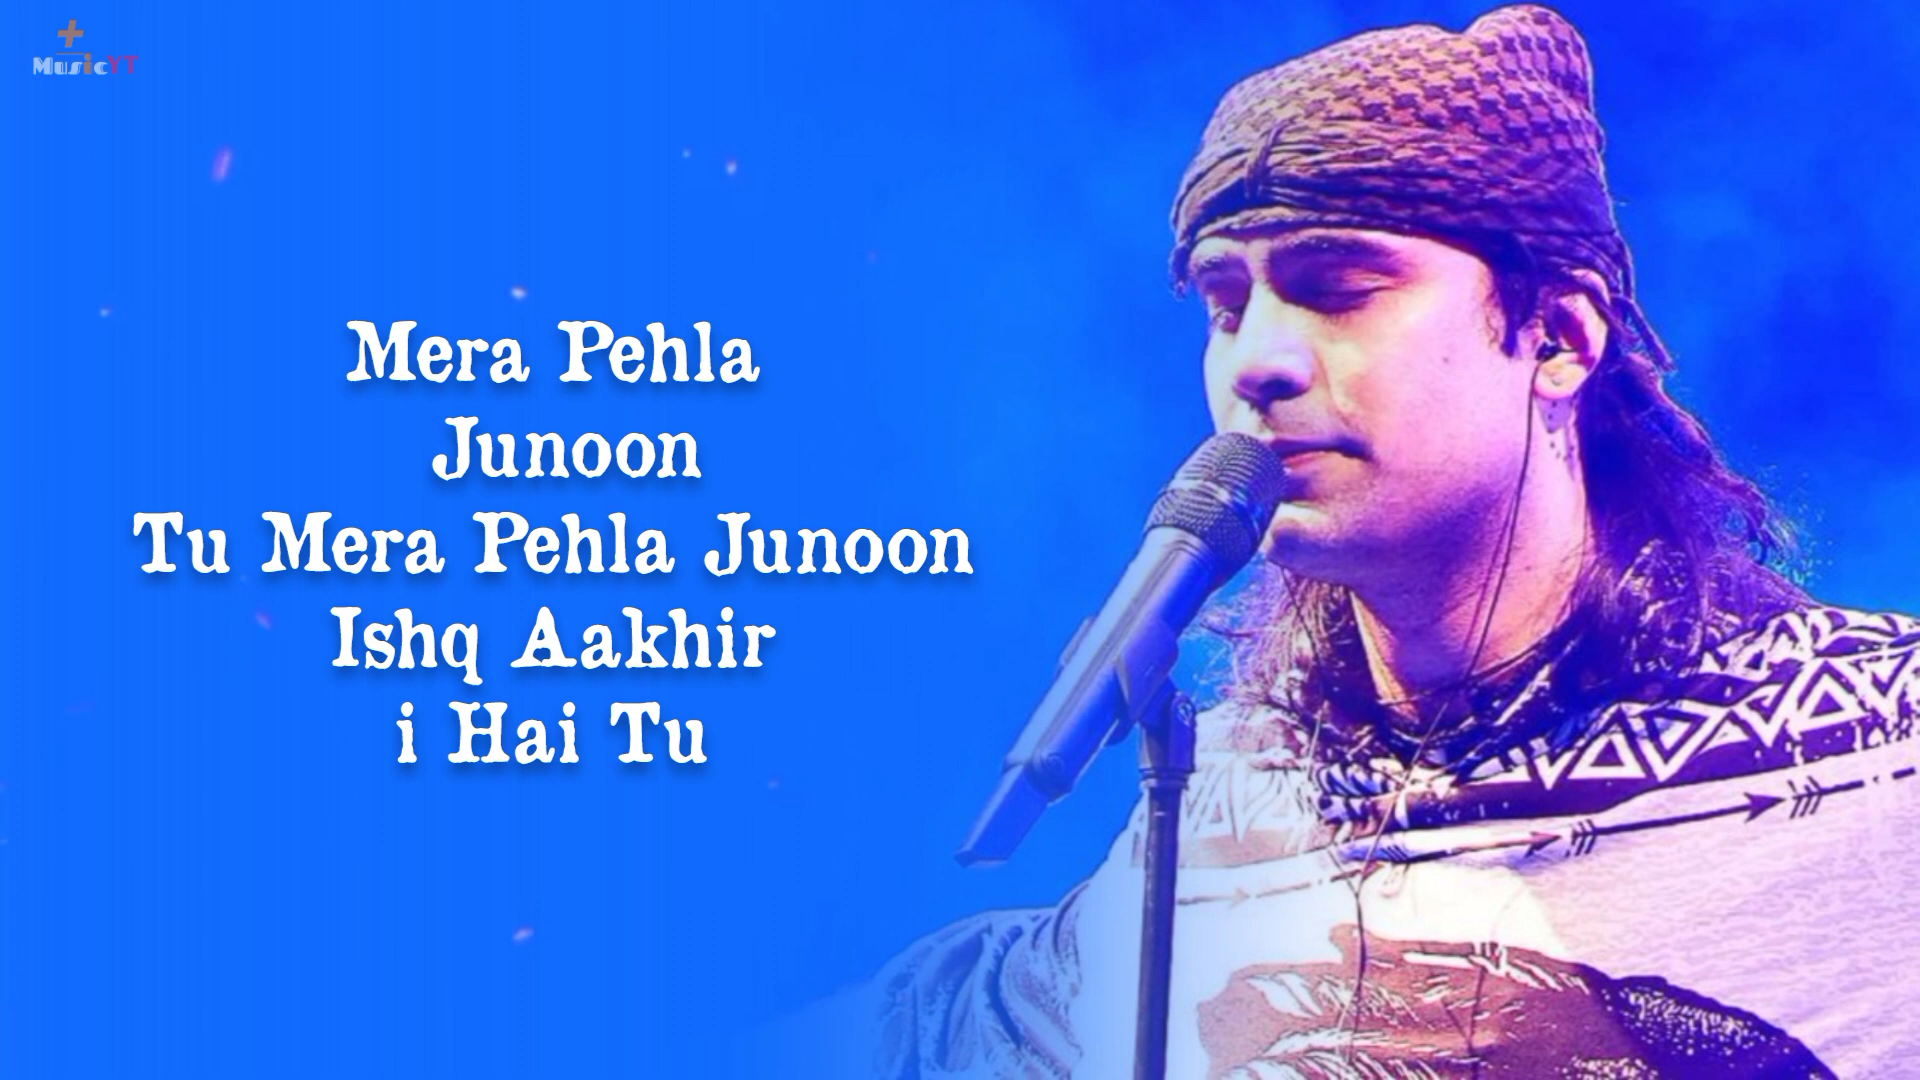 +
MusicYT
Mera Pehla
Junoon
Tu Mera Pehla Junoon
Ishq Aakhir
i Hai Tu